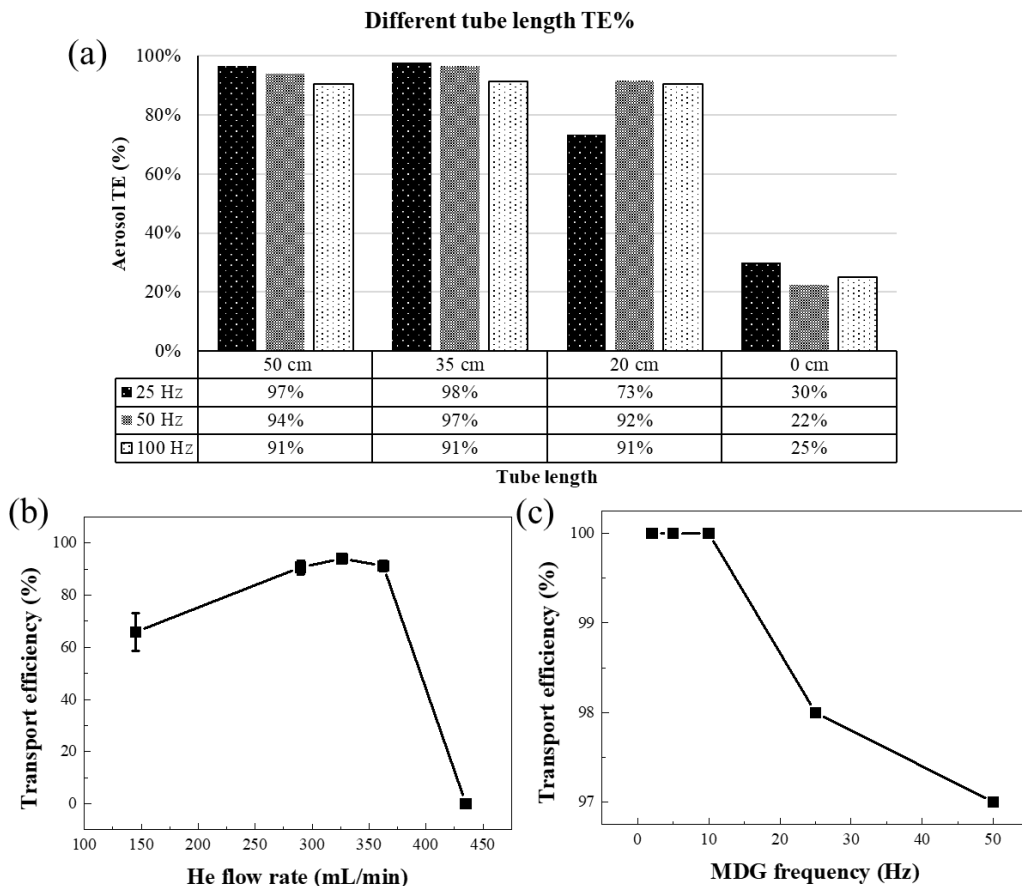 Different tube length TE%
(a)
Aerosol TE (%)
100%
80%
60%
40%
20%
0%
50 cm 35 cm 20 cm 0 cm
25 Hz 97% 98% 73% 30%
50 Hz 94% 97% 92% 22%
100 Hz 91% 91% 91% 25%
Tube length
(b)
Transport efficiency (%)
100
80
60
40
20
0
100 150 200 250 300 350 400 450
He flow rate (mL/min)
(c)
Transport efficiency (%)
100
99
98
97
0 10 20 30 40 50
MDG frequency (Hz)